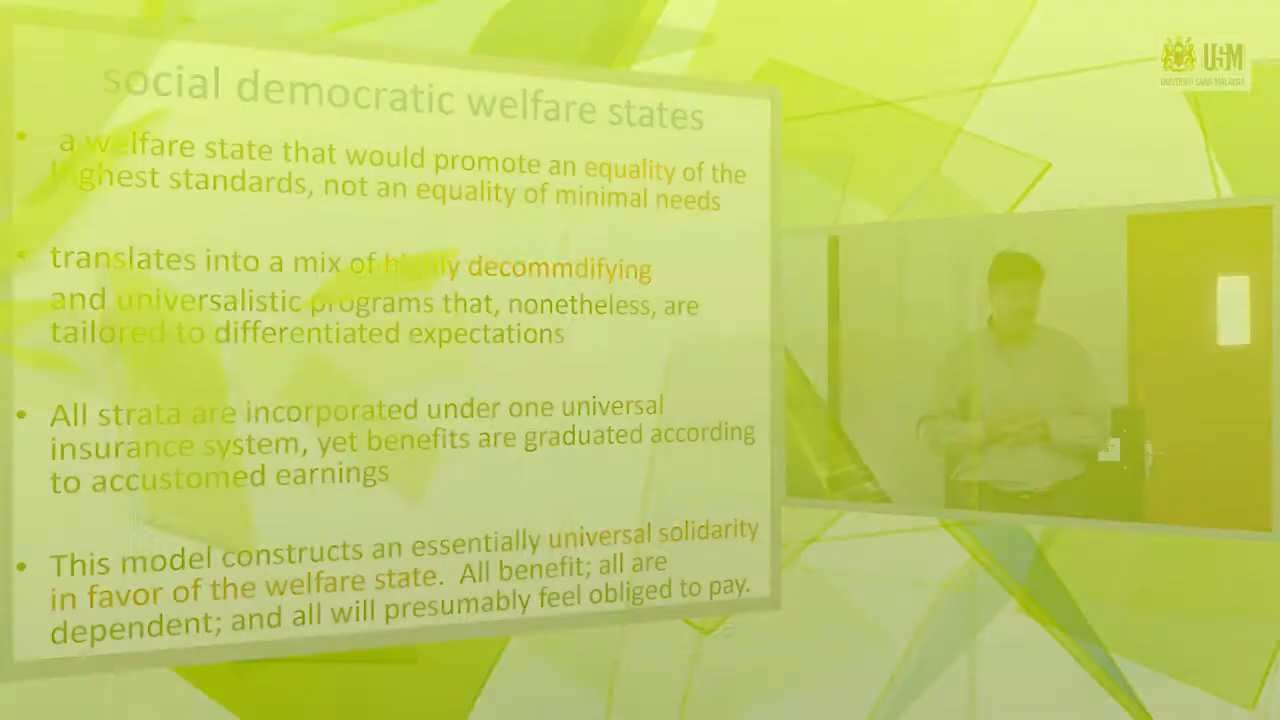 USM
UNIVERSITI SAINS MALAYSIA
social democratic welfare states
• a welfare state that would promote an equality of the
highest standards, not an equality of minimal needs
• translates into a mix of highly decommdifying
and universalistic programs that, nonetheless, are
tailored to differentiated expectations
• All strata are incorporated under one universal
insurance system, yet benefits are graduated according
to accustomed earnings
• This model constructs an essentially universal solidarity
in favor of the welfare state. All benefit; all are
dependent; and all will presumably feel obliged to pay.